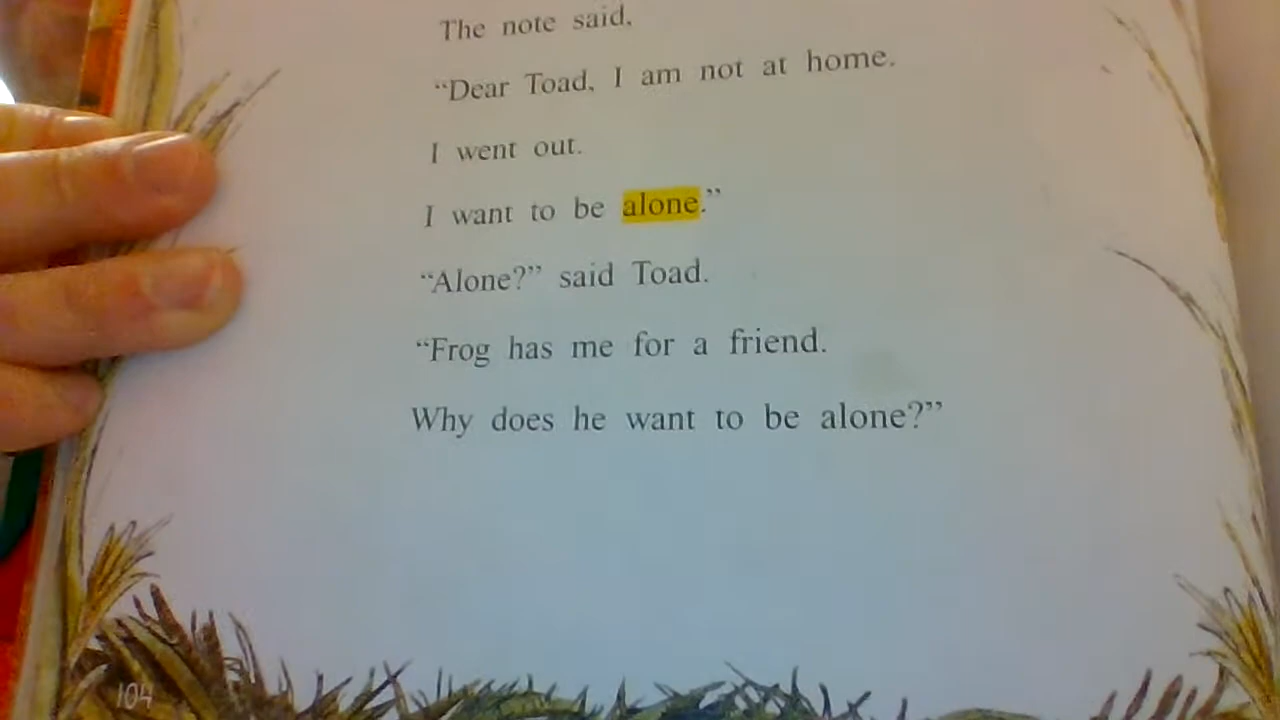 The note said,
“Dear Toad, I am not at home.
I went out.
I want to be alone.”
“Alone?” said Toad.
“Frog has me for a friend.
Why does he want to be alone?”
104